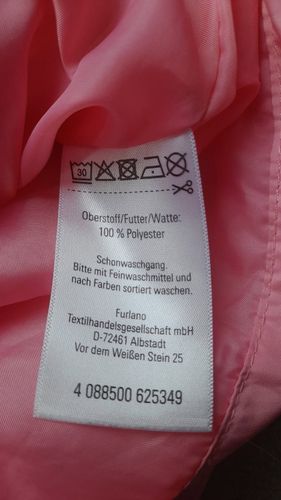 30
Oberstoff/Futter/Watte:
100 % Polyester
Schonwaschgang.
Bitte mit Feinwaschmittel und
nach Farben sortiert waschen.
Furlano
Textilhandelsgesellschaft mbH
D-72461 Albstadt
Vor dem Weißen Stein 25
4 088500 625349